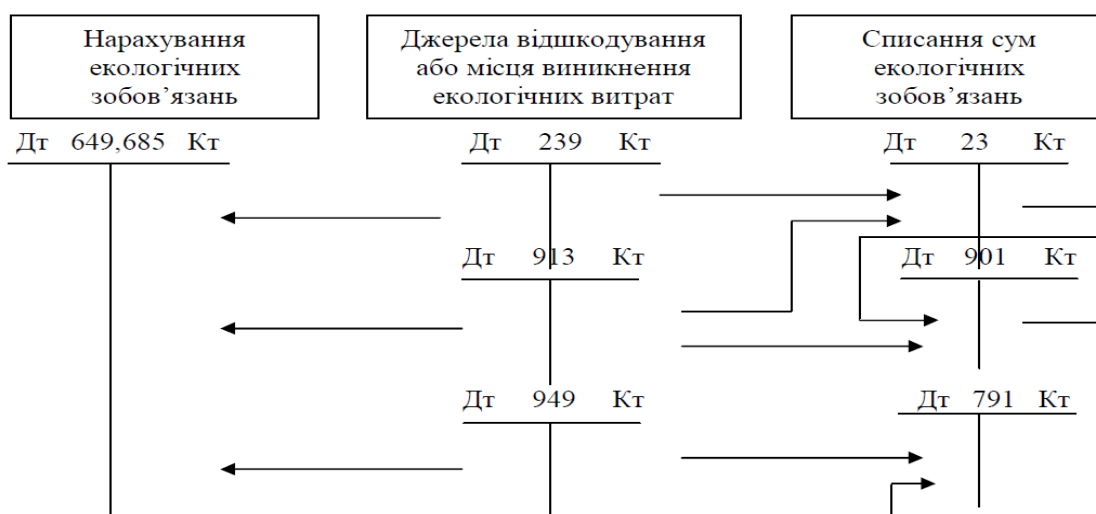 Нарахування
екологічних
зобов’язань
Джерела відшкодування
або місця виникнення
екологічних витрат
Списання сум
екологічних
зобов’язань
Дт 649,685 Кт
Дт 239 Кт
Дт 23 Кт
Дт 913 Кт
Дт 901 Кт
Дт 949 Кт
Дт 791 Кт